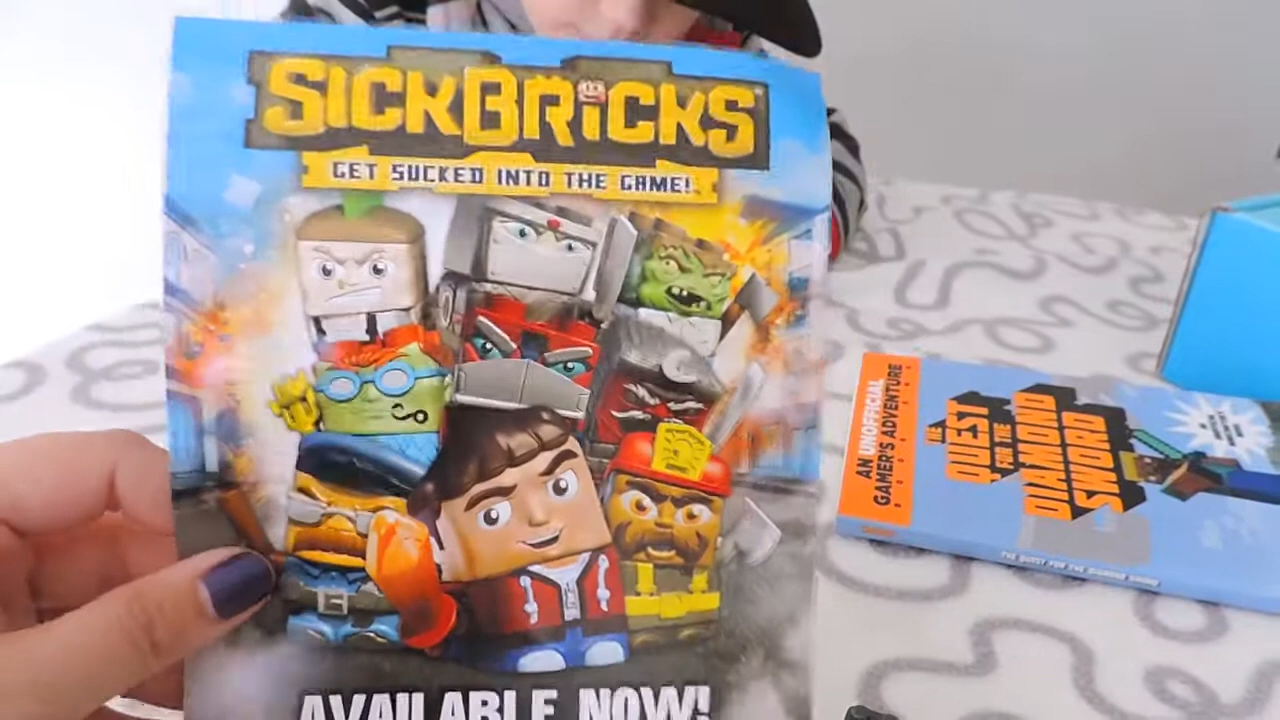 SICKBRICKS
GET SUCKED INTO THE GAME!
AVAILABLE NOW!
AN UNOFFICIAL
GAMER'S ADVENTURE
THE
QUEST
FOR THE
DIAMOND
SWORD
THE QUEST FOR THE DIAMOND SWORD